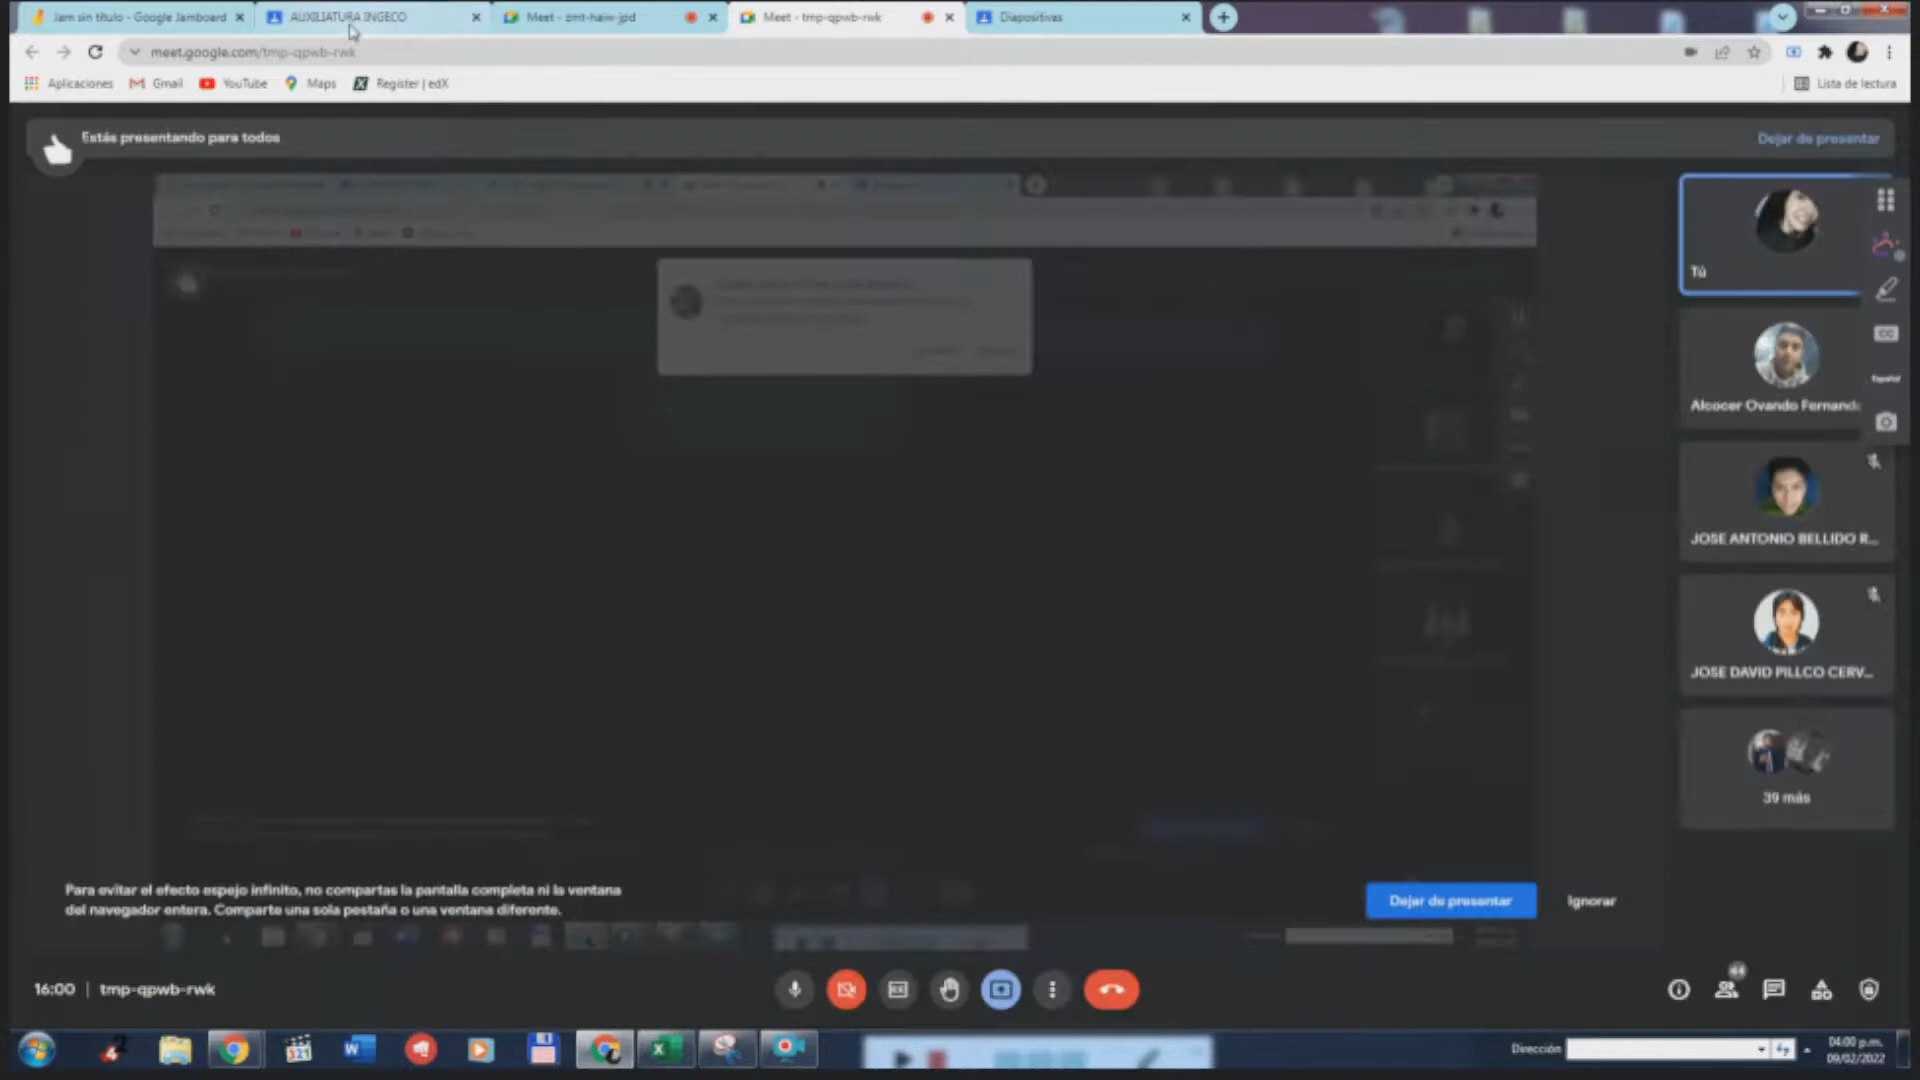 Jam sin título - Google Jamboard
AUXILIATURA INGECO
Meet - zmt-haiw-jpd
Meet - tmp-qpwb-rwk
Diapositivas
meet.google.com/tmp-qpwb-rwk
Aplicaciones
Gmail
YouTube
Maps
Register | edX
Lista de lectura
Estás presentando para todos
Dejar de presentar
Tú
CC
Español
Alcocer Ovando Fernand
JOSE ANTONIO BELLIDO R...
JOSE DAVID PILLCO CERV...
39 más
Para evitar el efecto espejo infinito, no compartas la pantalla completa ni la ventana
del navegador entera. Comparte una sola pestaña o una ventana diferente.
Dejar de presentar
Ignorar
16:00 | tmp-qpwb-rwk
44
Dirección
04:00 p.m.
09/02/2022